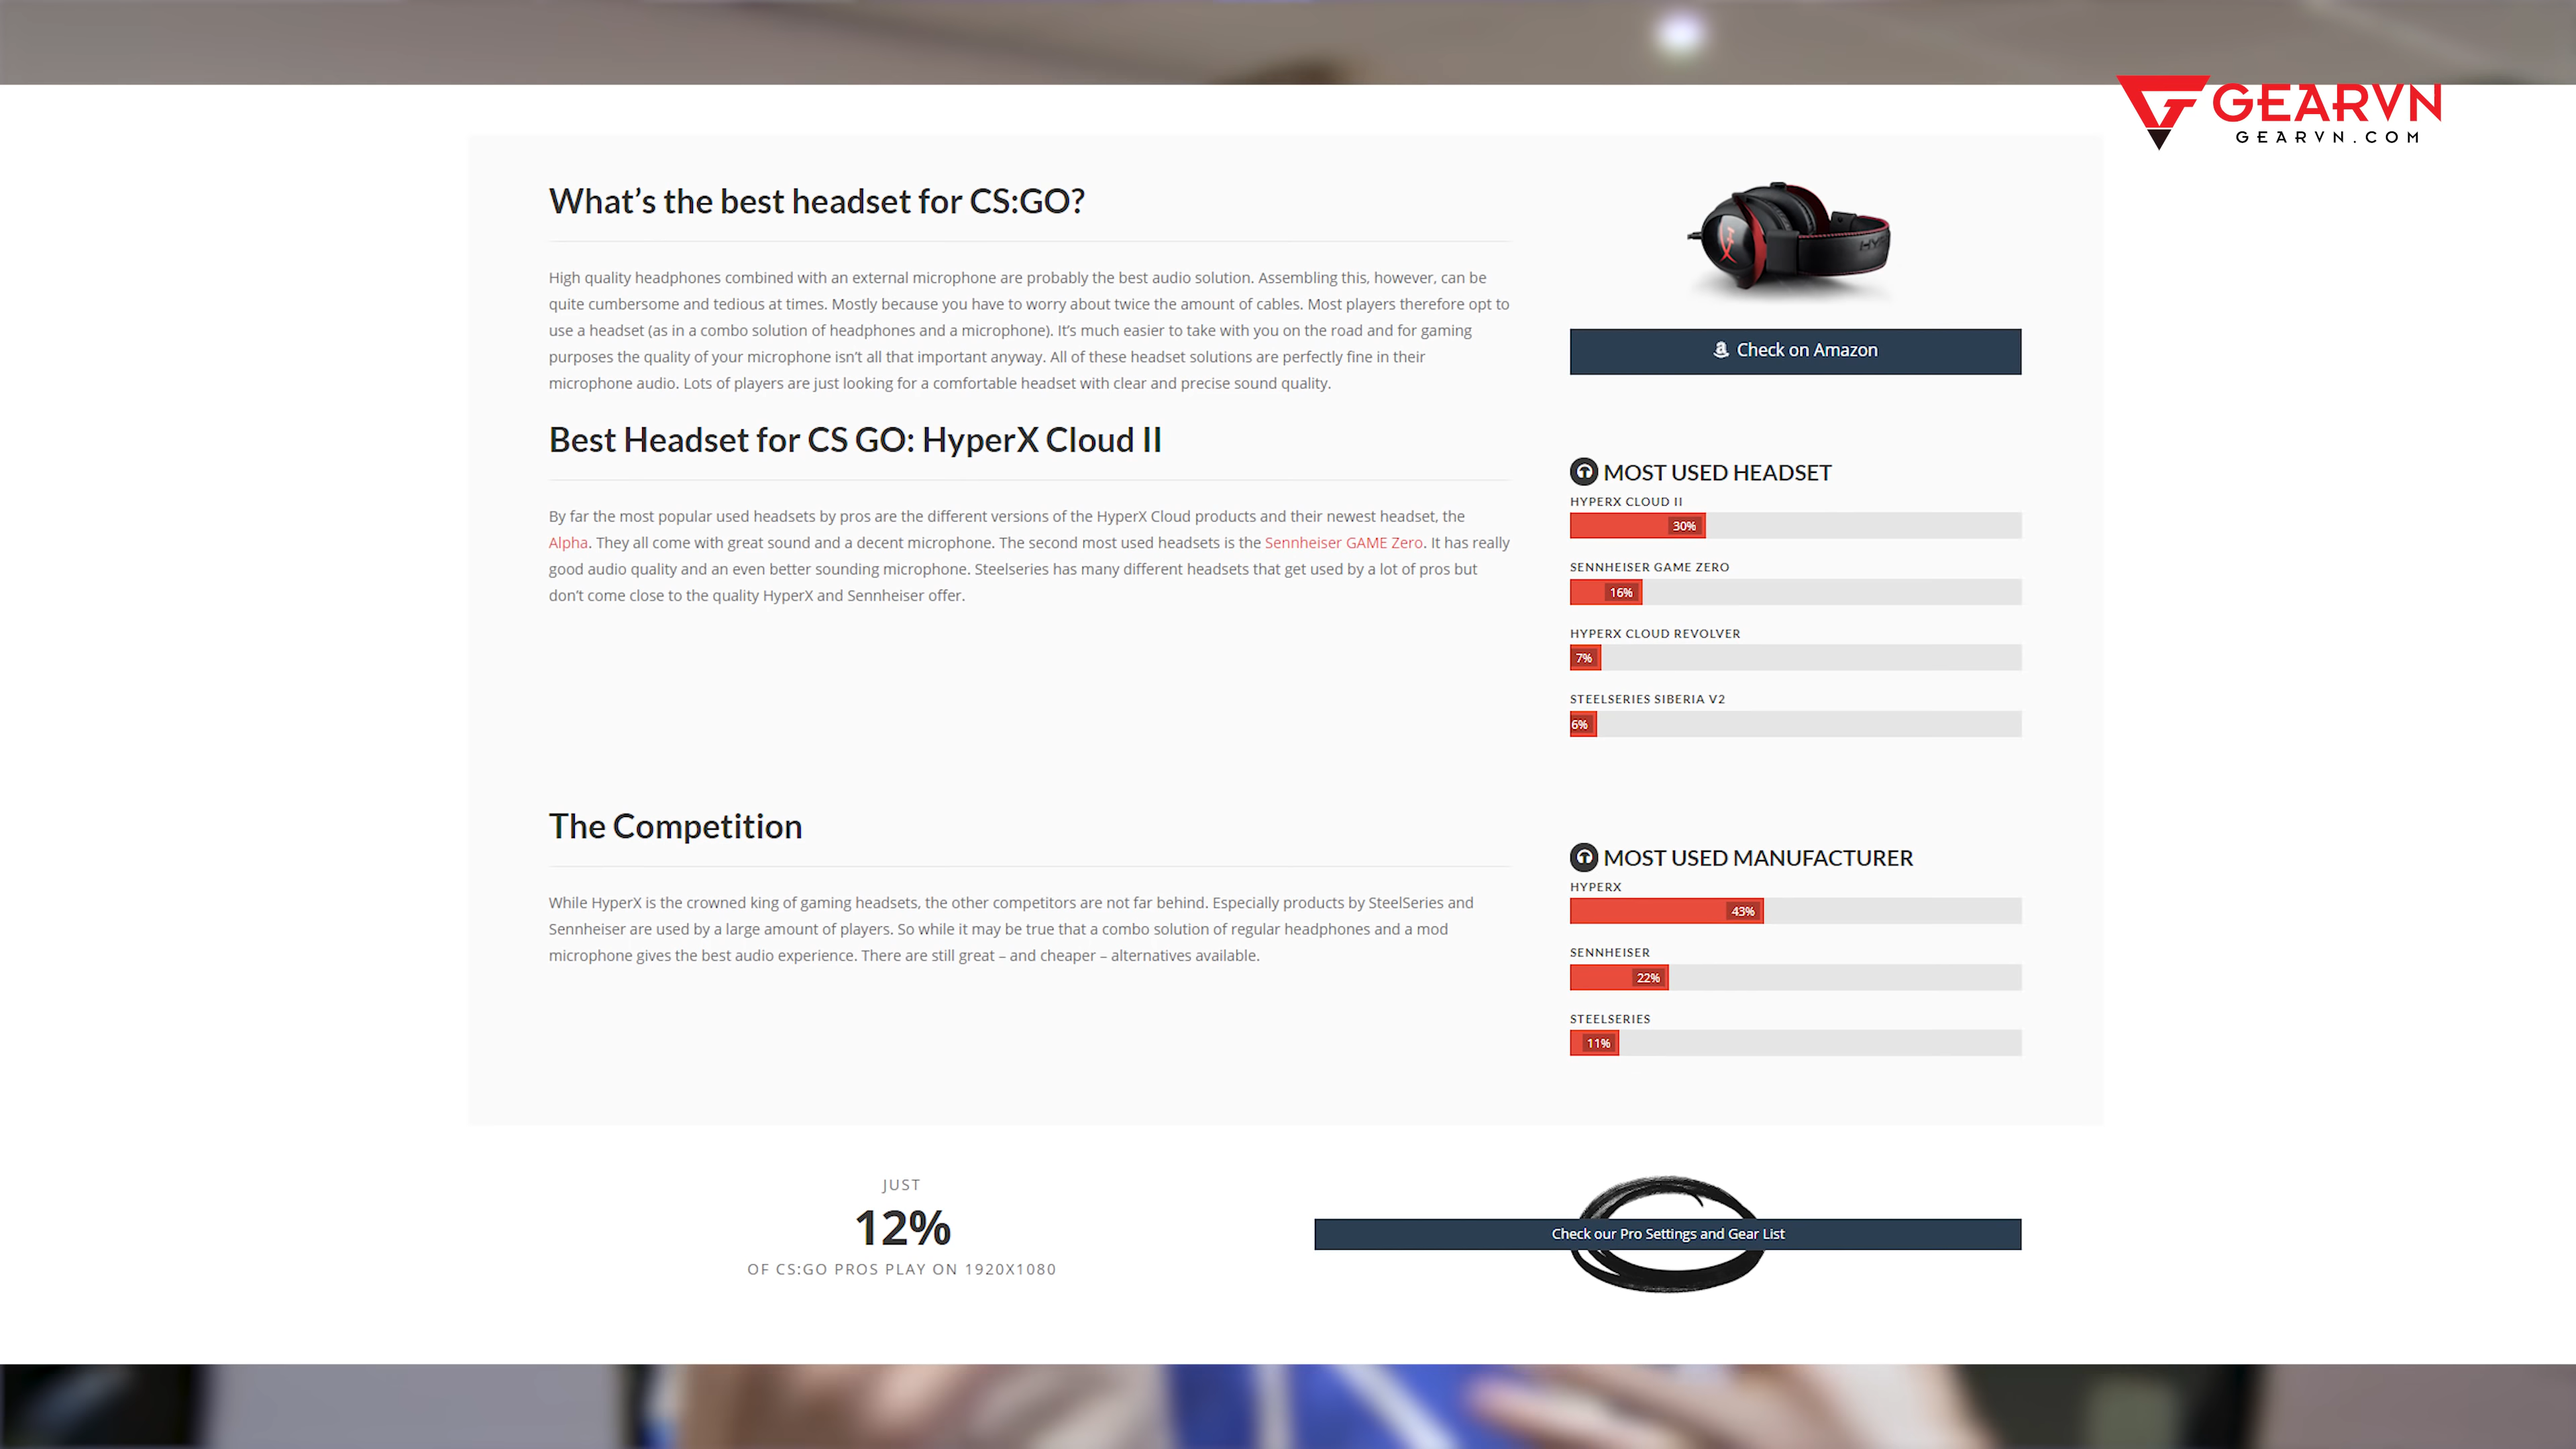 GEARVN
GEARVN.COM
What's the best headset for CS:GO?
High quality headphones combined with an external microphone are probably the best audio solution. Assembling this, however, can be
quite cumbersome and tedious at times. Mostly because you have to worry about twice the amount of cables. Most players therefore opt to
use a headset (as in a combo solution of headphones and a microphone). It's much easier to take with you on the road and for gaming
purposes the quality of your microphone isn't all that important anyway. All of these headset solutions are perfectly fine in their
microphone audio. Lots of players are just looking for a comfortable headset with clear and precise sound quality.
Best Headset for CS GO: HyperX Cloud II
By far the most popular used headsets by pros are the different versions of the HyperX Cloud products and their newest headset, the
Alpha. They all come with great sound and a decent microphone. The second most used headsets is the Sennheiser GAME Zero. It has really
good audio quality and an even better sounding microphone. Steelseries has many different headsets that get used by a lot of pros but
don't come close to the quality HyperX and Sennheiser offer.
The Competition
While HyperX is the crowned king of gaming headsets, the other competitors are not far behind. Especially products by SteelSeries and
Sennheiser are used by a large amount of players. So while it may be true that a combo solution of regular headphones and a mod
microphone gives the best audio experience. There are still great – and cheaper – alternatives available.
HX
HY
Check on Amazon
MOST USED HEADSET
HYPERX CLOUD II
30%
SENNHEISER GAME ZERO
16%
HYPERX CLOUD REVOLVER
7%
STEELSERIES SIBERIA V2
6%
MOST USED MANUFACTURER
HYPERX
43%
SENNHEISER
22%
STEELSERIES
11%
JUST
12%
OF CS:GO PROS PLAY ON 1920X1080
Check our Pro Settings and Gear List